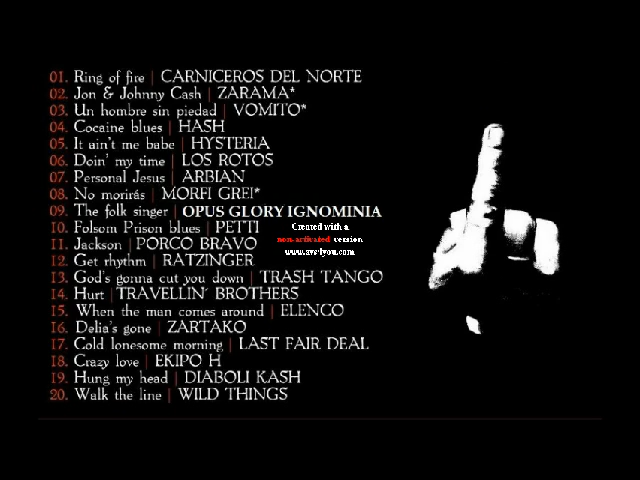 01. Ring of fire | CARNICEROS DEL NORTE
02. Jon & Johnny Cash | ZARAMA*
03. Un hombre sin piedad | VOMITO*
04. Cocaine blues | HASH
05. It ain't me babe | HYSTERIA
06. Doin' my time | LOS ROTOS
07. Personal Jesus | ARBIAN
08. No morirás | MORFI GREI*
09. The folk singer | OPUS GLORY IGNOMINIA
10. Folsom Prison blues | PETTI
11. Jackson | PORCO BRAVO
12. Get rhythm | RATZINGER
13. God's gonna cut you down | TRASH TANGO
14. Hurt | TRAVELLIN' BROTHERS
15. When the man comes around | ELENCO
16. Delia's gone | ZARTAKO
17. Cold lonesome morning | LAST FAIR DEAL
18. Crazy love | EKIPO H
19. Hung my head | DIABOLI KASH
20. Walk the line | WILD THINGS
Created with a
non-activated version
www.avs4you.com